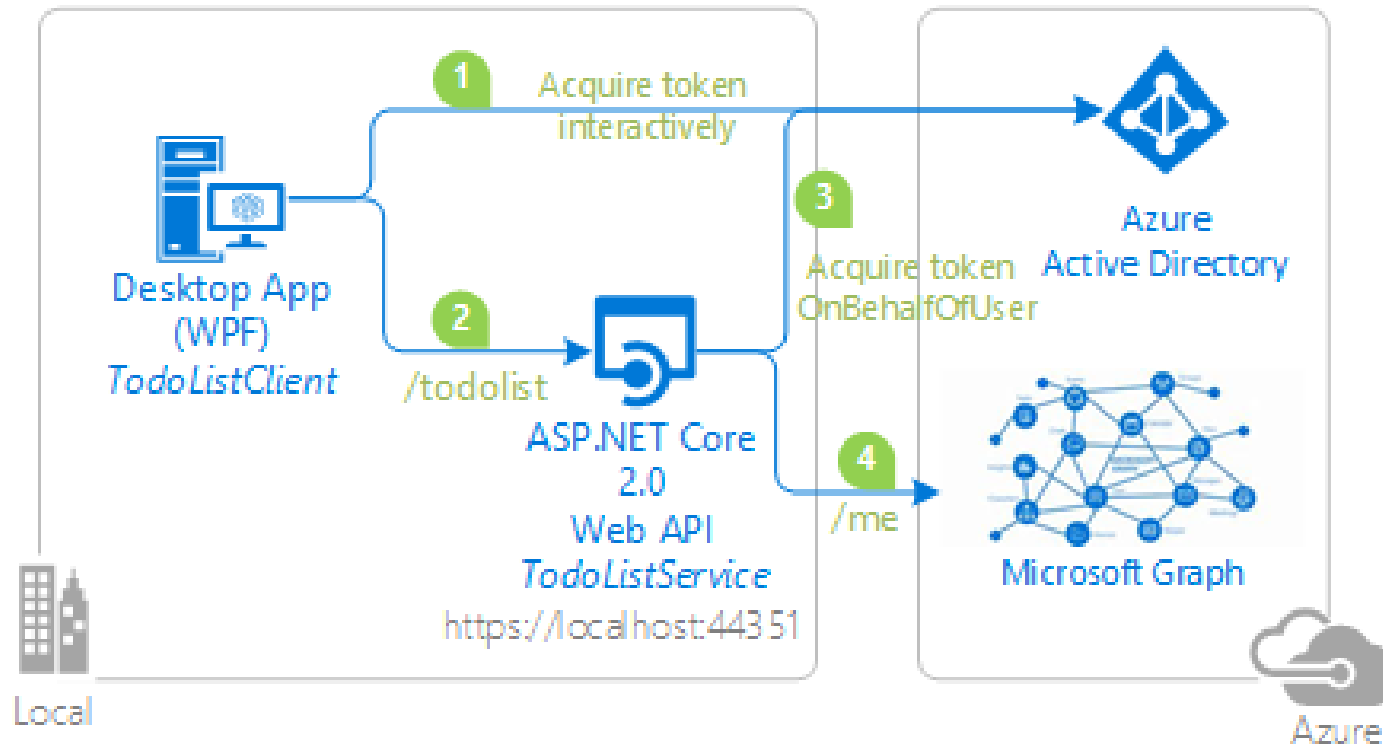 1
Acquire token
interactively
3
Azure
Active Directory
Acquire token
OnBehalfOfUser
Desktop App
(WPF)
TodoListClient
2
/todolist
ASP.NET Core
2.0
Web API
TodoListService
https://localhost:44351
4
/me
Microsoft Graph
Local
Azure